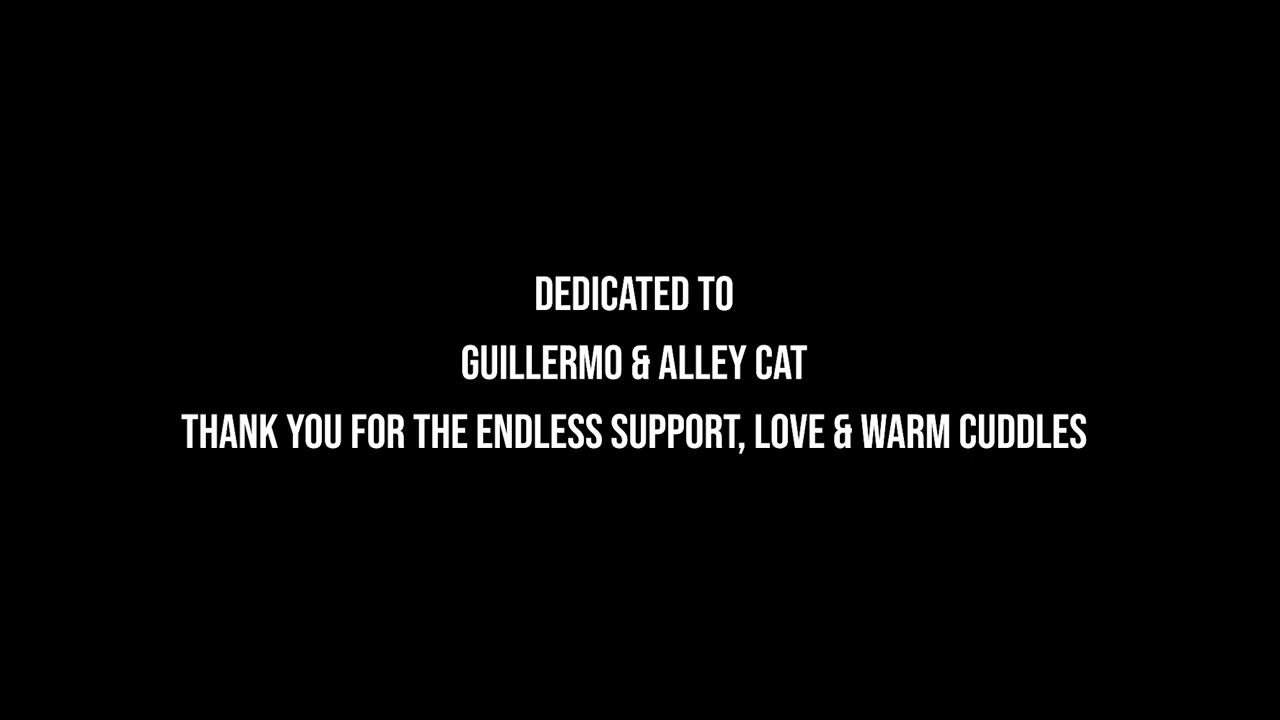 DEDICATED TO
GUILLERMO & ALLEY CAT
THANK YOU FOR THE ENDLESS SUPPORT, LOVE & WARM CUDDLES